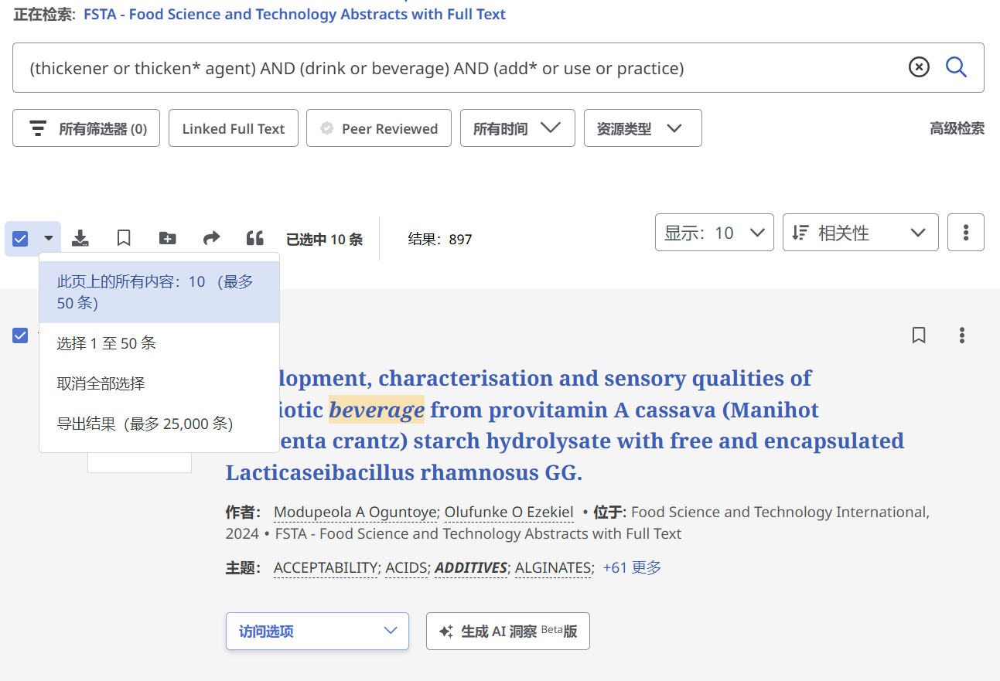 正在检索: FSTA - Food Science and Technology Abstracts with Full Text
(thickener or thicken* agent) AND (drink or beverage) AND (add* or use or practice)
所有筛选器 (0) Linked Full Text Peer Reviewed 所有时间 资源类型 高级检索
已选中 10 条 结果：897 显示：10 相关性
此页上的所有内容：10 （最多
50 条)
选择 1 至 50 条
取消全部选择
导出结果（最多 25,000 条)
lopment, characterisation and sensory qualities of
iotic beverage from provitamin A cassava (Manihot
enta crantz) starch hydrolysate with free and encapsulated
Lacticaseibacillus rhamnosus GG.
作者： Modupeola A Oguntoye; Olufunke O Ezekiel • 位于: Food Science and Technology International,
2024 • FSTA - Food Science and Technology Abstracts with Full Text
主题： ACCEPTABILITY; ACIDS; ADDITIVES; ALGINATES; +61 更多
访问选项 生成 AI 洞察 Beta版